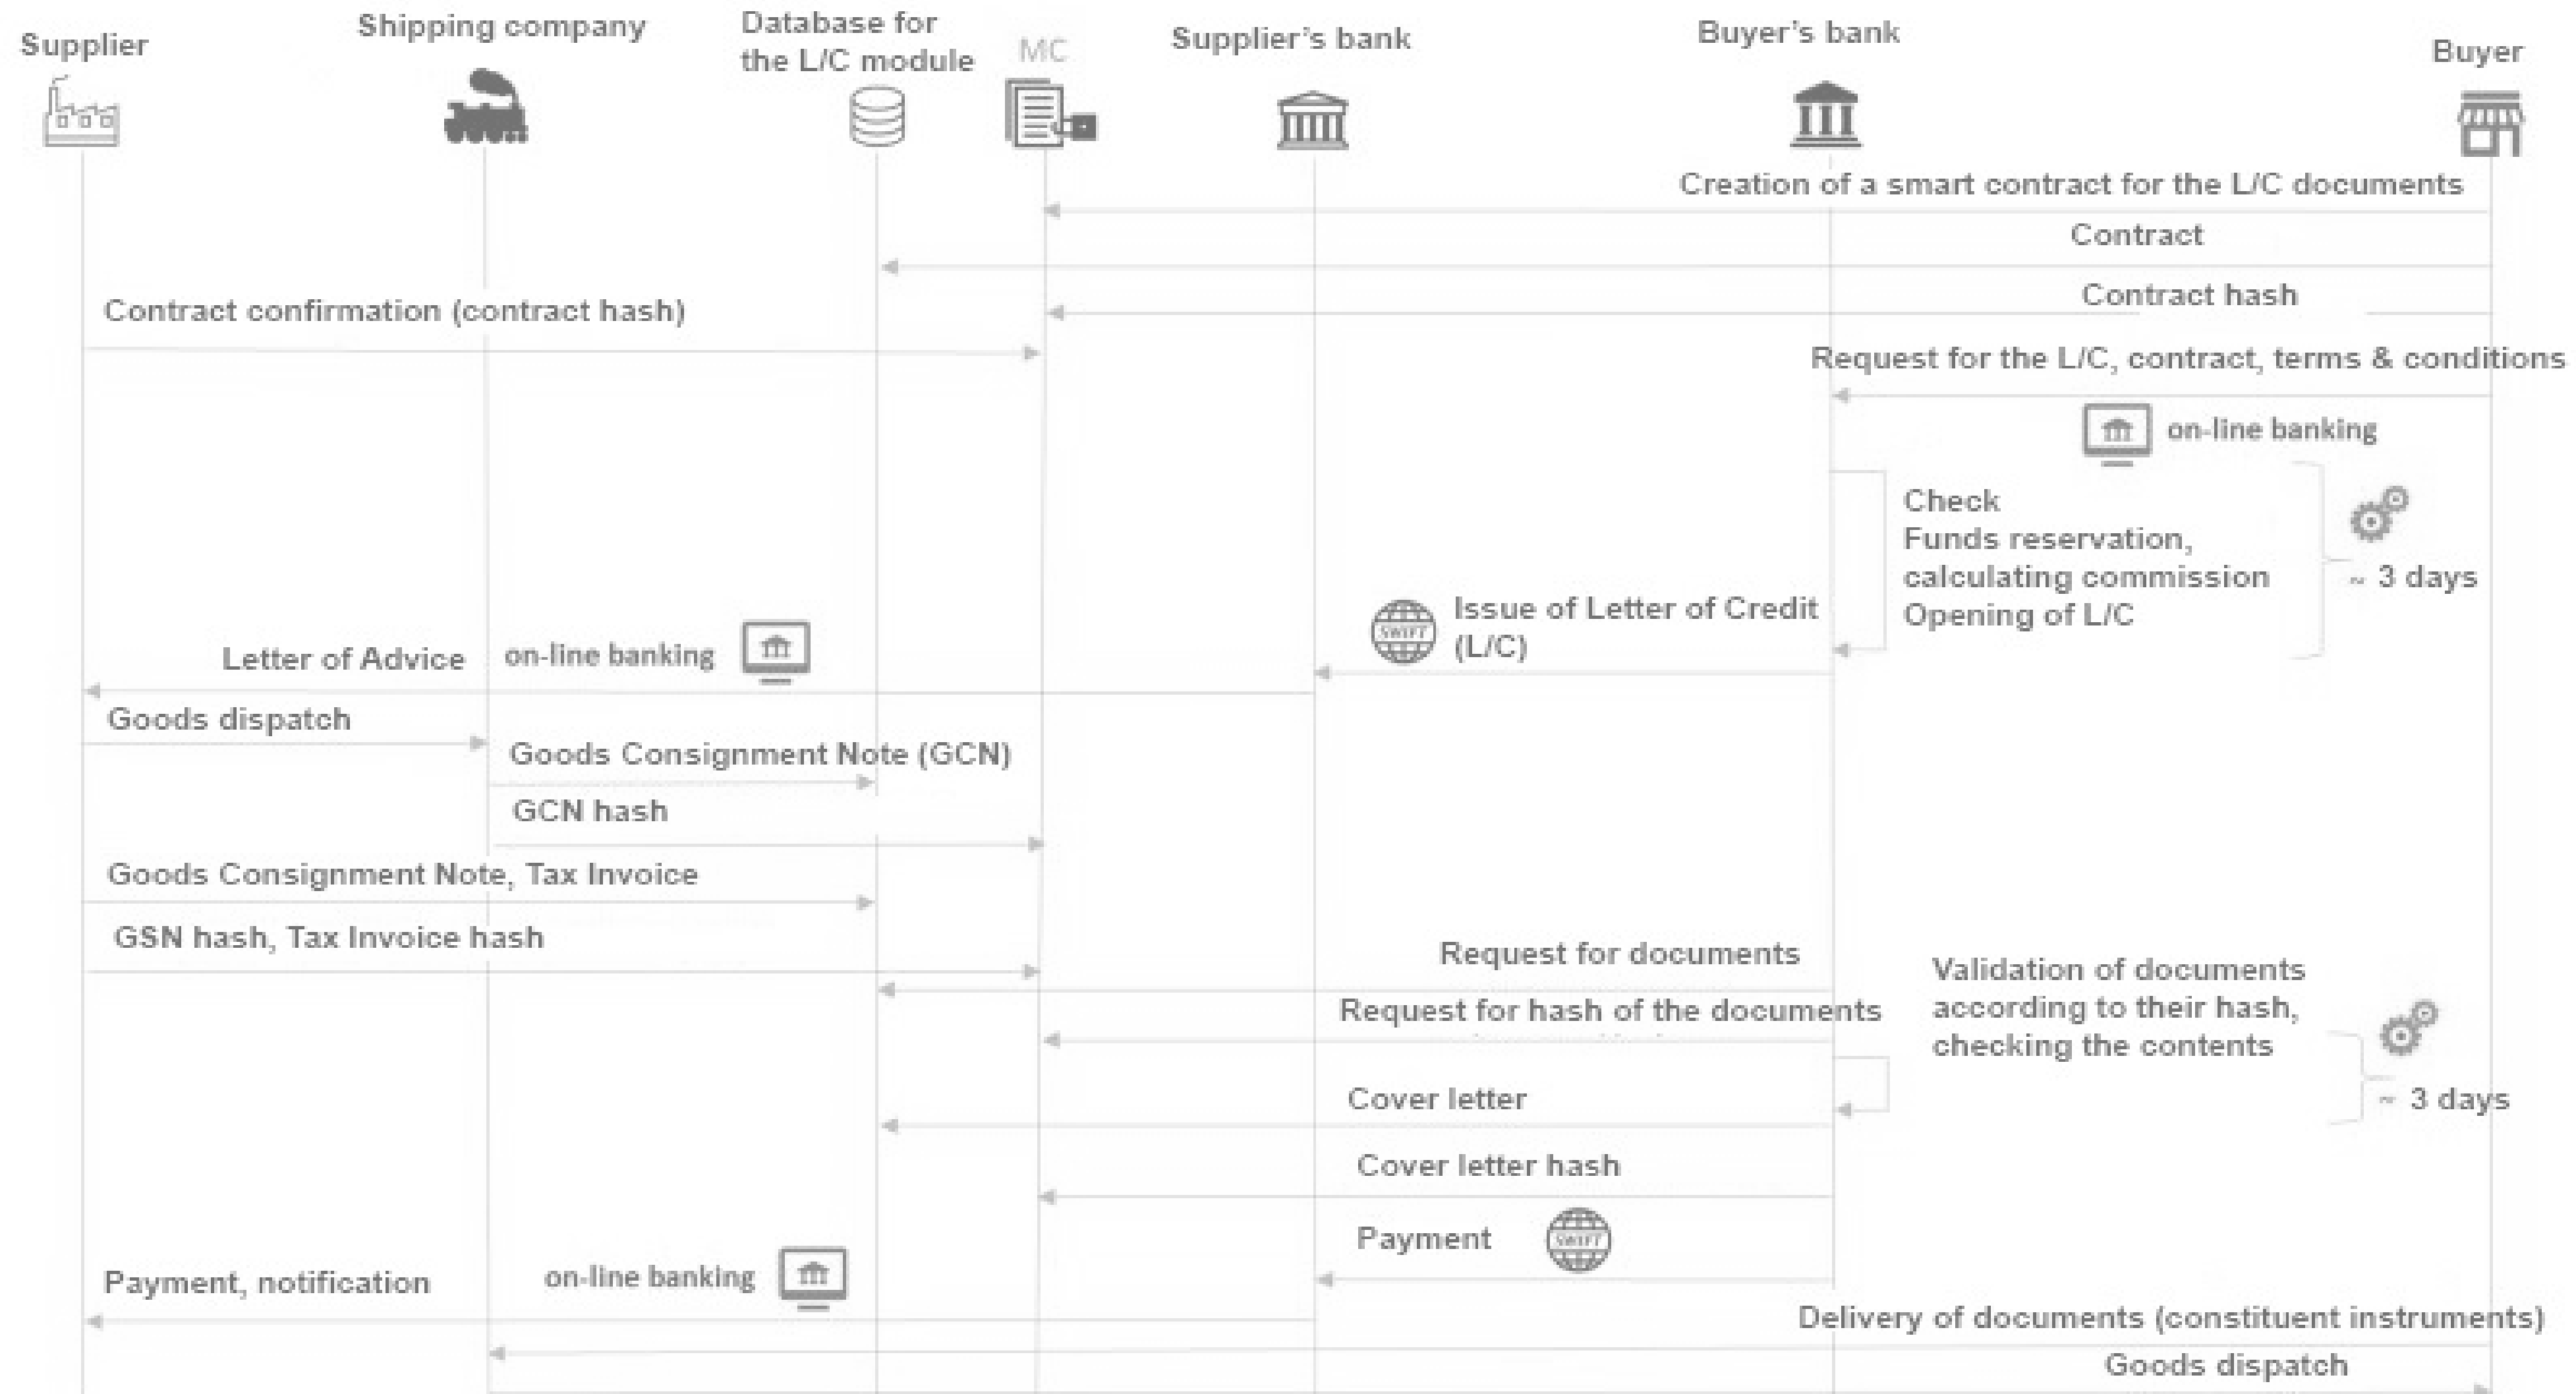 Supplier
Shipping company
Database for
the L/C module
MC
Supplier's bank
Buyer's bank
Buyer
Creation of a smart contract for the L/C documents
Contract
Contract hash
Contract confirmation (contract hash)
Request for the L/C, contract, terms & conditions
on-line banking
Check
Funds reservation,
calculating commission
Opening of L/C
~ 3 days
SWIFT
Issue of Letter of Credit
(L/C)
Letter of Advice
on-line banking
Goods dispatch
Goods Consignment Note (GCN)
GCN hash
Goods Consignment Note, Tax Invoice
GSN hash, Tax Invoice hash
Request for documents
Request for hash of the documents
Validation of documents
according to their hash,
checking the contents
~ 3 days
Cover letter
Cover letter hash
Payment
SWIFT
Payment, notification
on-line banking
Delivery of documents (constituent instruments)
Goods dispatch